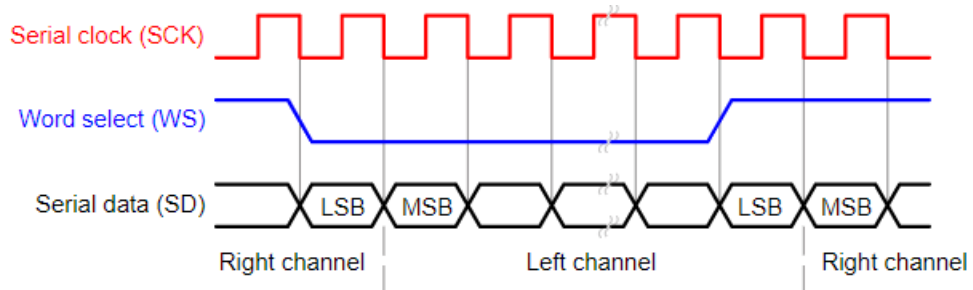 Serial clock (SCK)
Word select (WS)
Serial data (SD)
LSB
MSB
LSB
MSB
Right channel
Left channel
Right channel